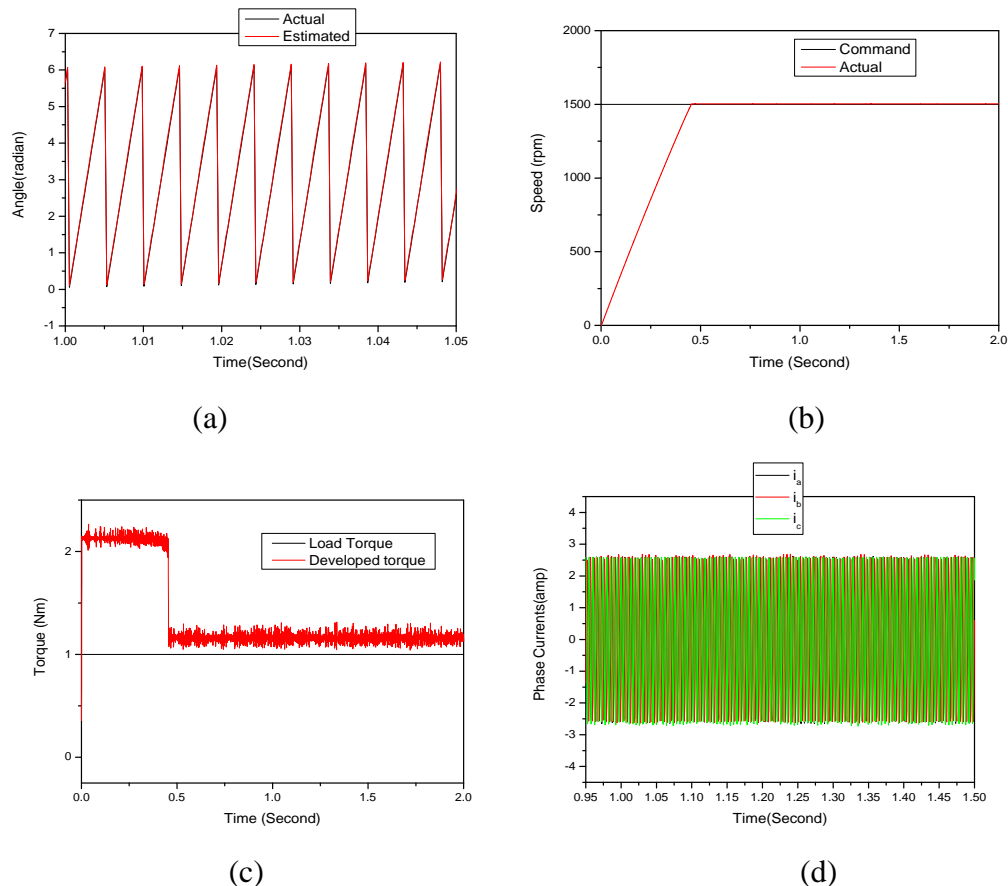 Actual
Estimated
7
6
5
4
3
2
1
0
-1
Angle(radian)
1.00 1.01 1.02 1.03 1.04 1.05
Time(Second)
(a)
Command
Actual
2000
1500
1000
500
0
Speed (rpm)
0.0 0.5 1.0 1.5 2.0
Time (Second)
(b)
Load Torque
Developed torque
2
1
0
Torque (Nm)
0.0 0.5 1.0 1.5 2.0
Time (Second)
(c)
i_a
i_b
i_c
4
3
2
1
0
-1
-2
-3
-4
Phase Currents(amp)
0.95 1.00 1.05 1.10 1.15 1.20 1.25 1.30 1.35 1.40 1.45 1.50
Time(Second)
(d)